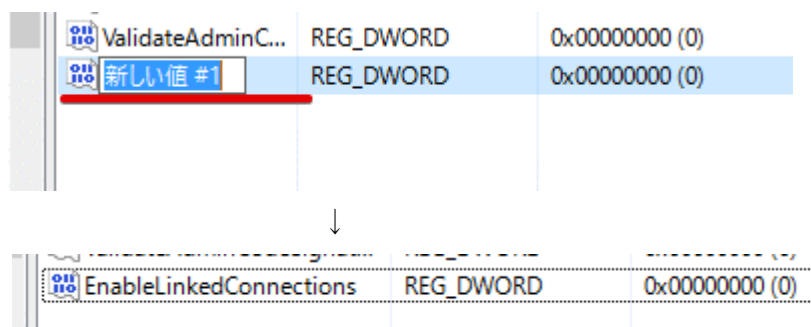 ValidateAdminC... REG_DWORD 0x00000000 (0)
新しい値 #1 REG_DWORD 0x00000000 (0)
↓
EnableLinkedConnections REG_DWORD 0x00000000 (0)